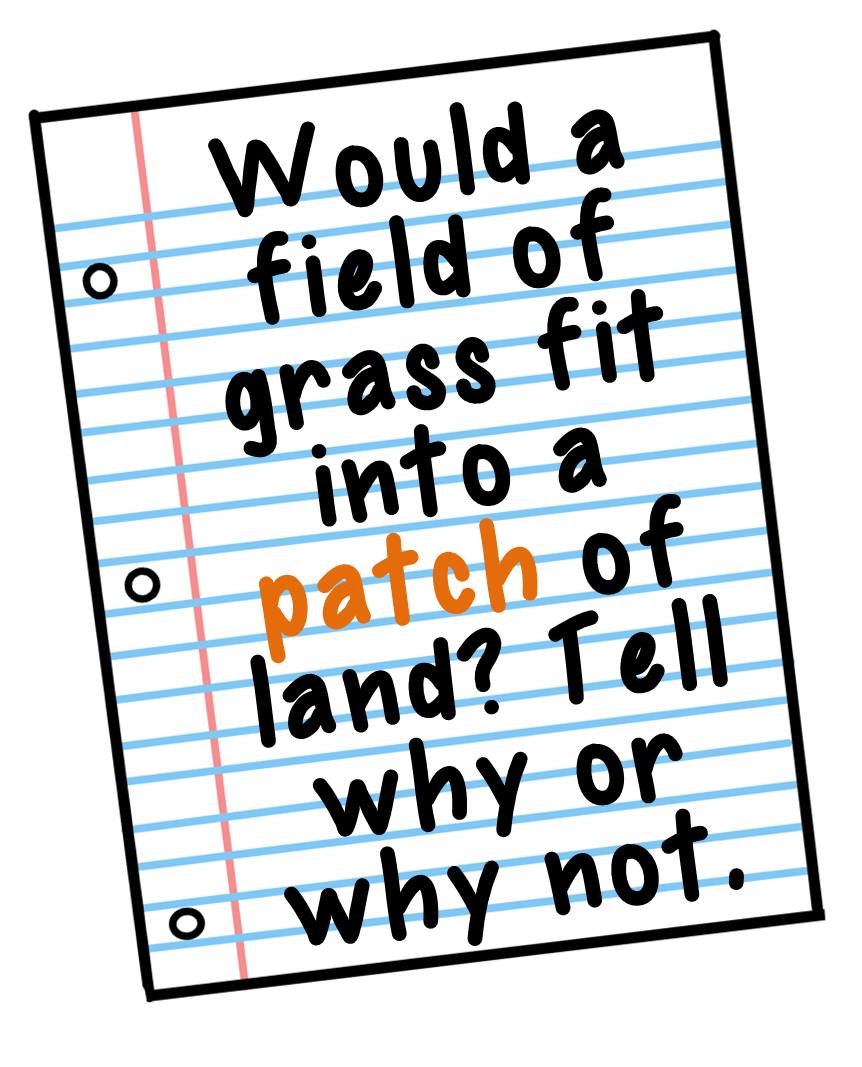 Would a
field of
grass fit
into a
patch of
land? Tell
why or
why not.